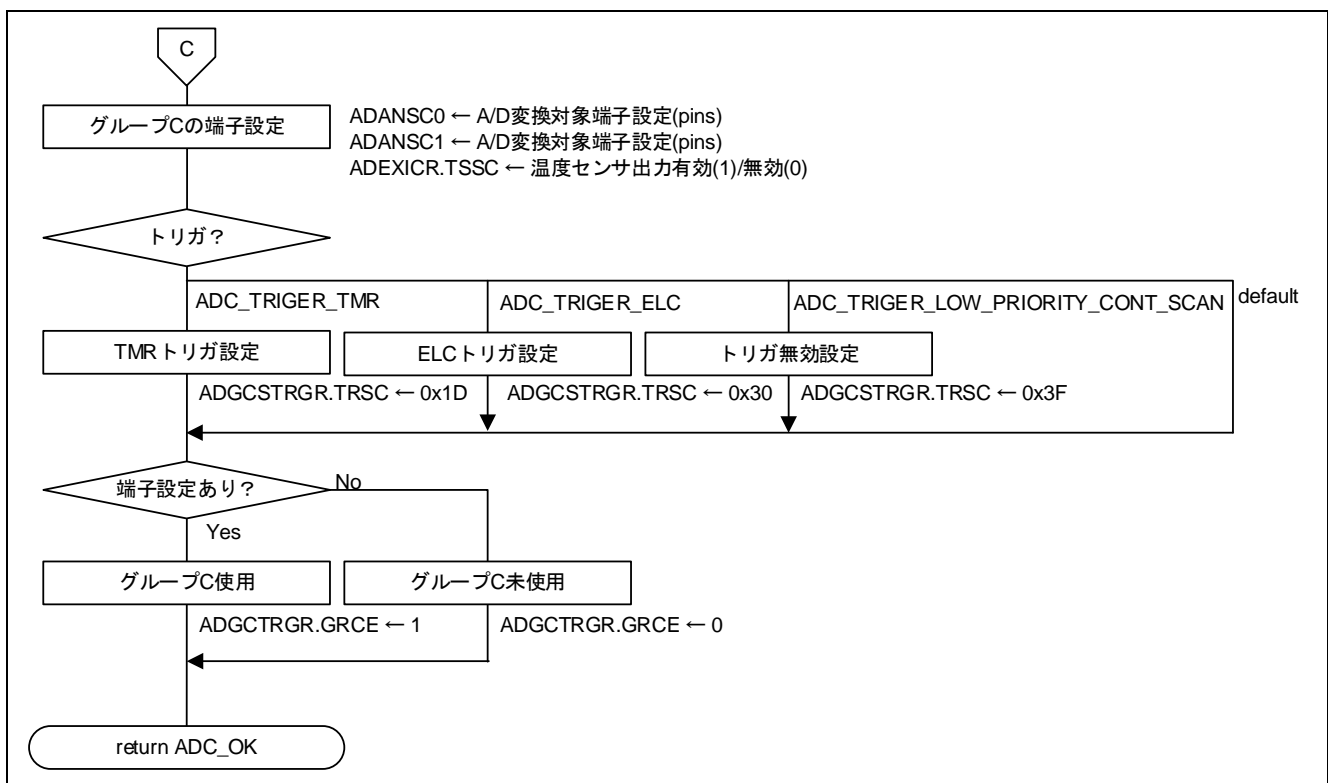 C
グループCの端子設定
ADANSC0 ← A/D変換対象端子設定(pins)
ADANSC1 ← A/D変換対象端子設定(pins)
ADEXICR.TSSC ← 温度センサ出力有効(1)/無効(0)
トリガ？
ADC_TRIGER_TMR
ADC_TRIGER_ELC
ADC_TRIGER_LOW_PRIORITY_CONT_SCAN
default
TMRトリガ設定
ELCトリガ設定
トリガ無効設定
ADGCSTRGR.TRSC ← 0x1D
ADGCSTRGR.TRSC ← 0x30
ADGCSTRGR.TRSC ← 0x3F
端子設定あり？
No
Yes
グループC使用
グループC未使用
ADGCTRGR.GRCE ← 1
ADGCTRGR.GRCE ← 0
return ADC_OK